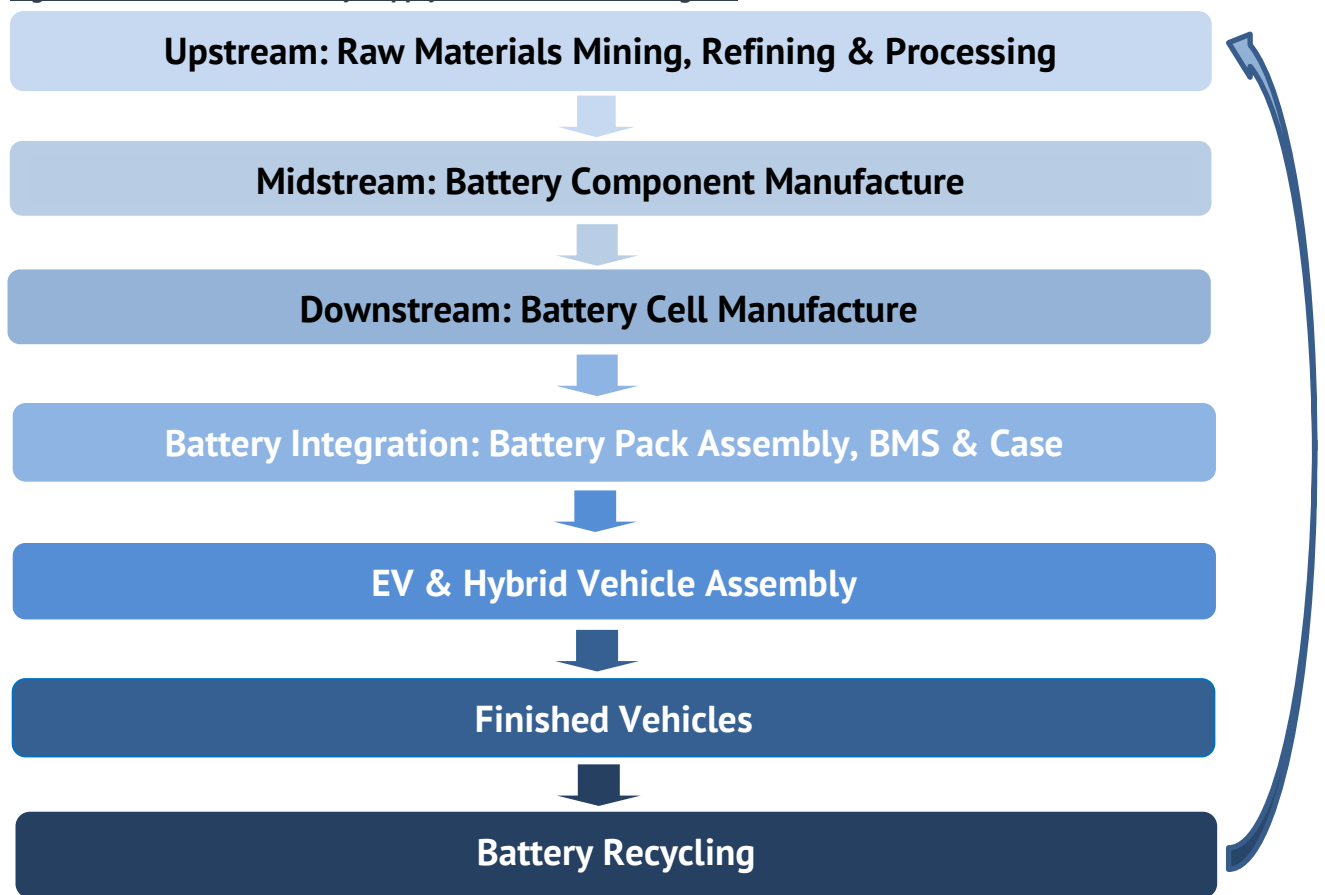 Upstream: Raw Materials Mining, Refining & Processing
Midstream: Battery Component Manufacture
Downstream: Battery Cell Manufacture
Battery Integration: Battery Pack Assembly, BMS & Case
EV & Hybrid Vehicle Assembly
Finished Vehicles
Battery Recycling